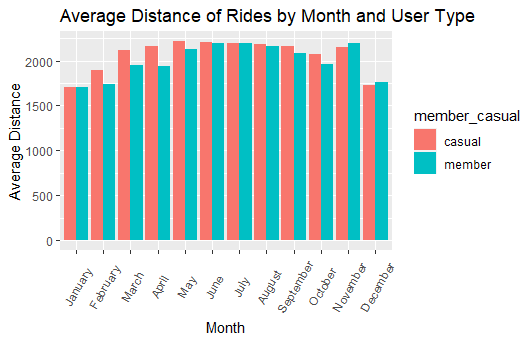 Average Distance of Rides by Month and User Type
Average Distance
2000
1500
1000
500
0
January
February
March
April
May
June
July
August
September
October
November
December
Month
member_casual
casual
member